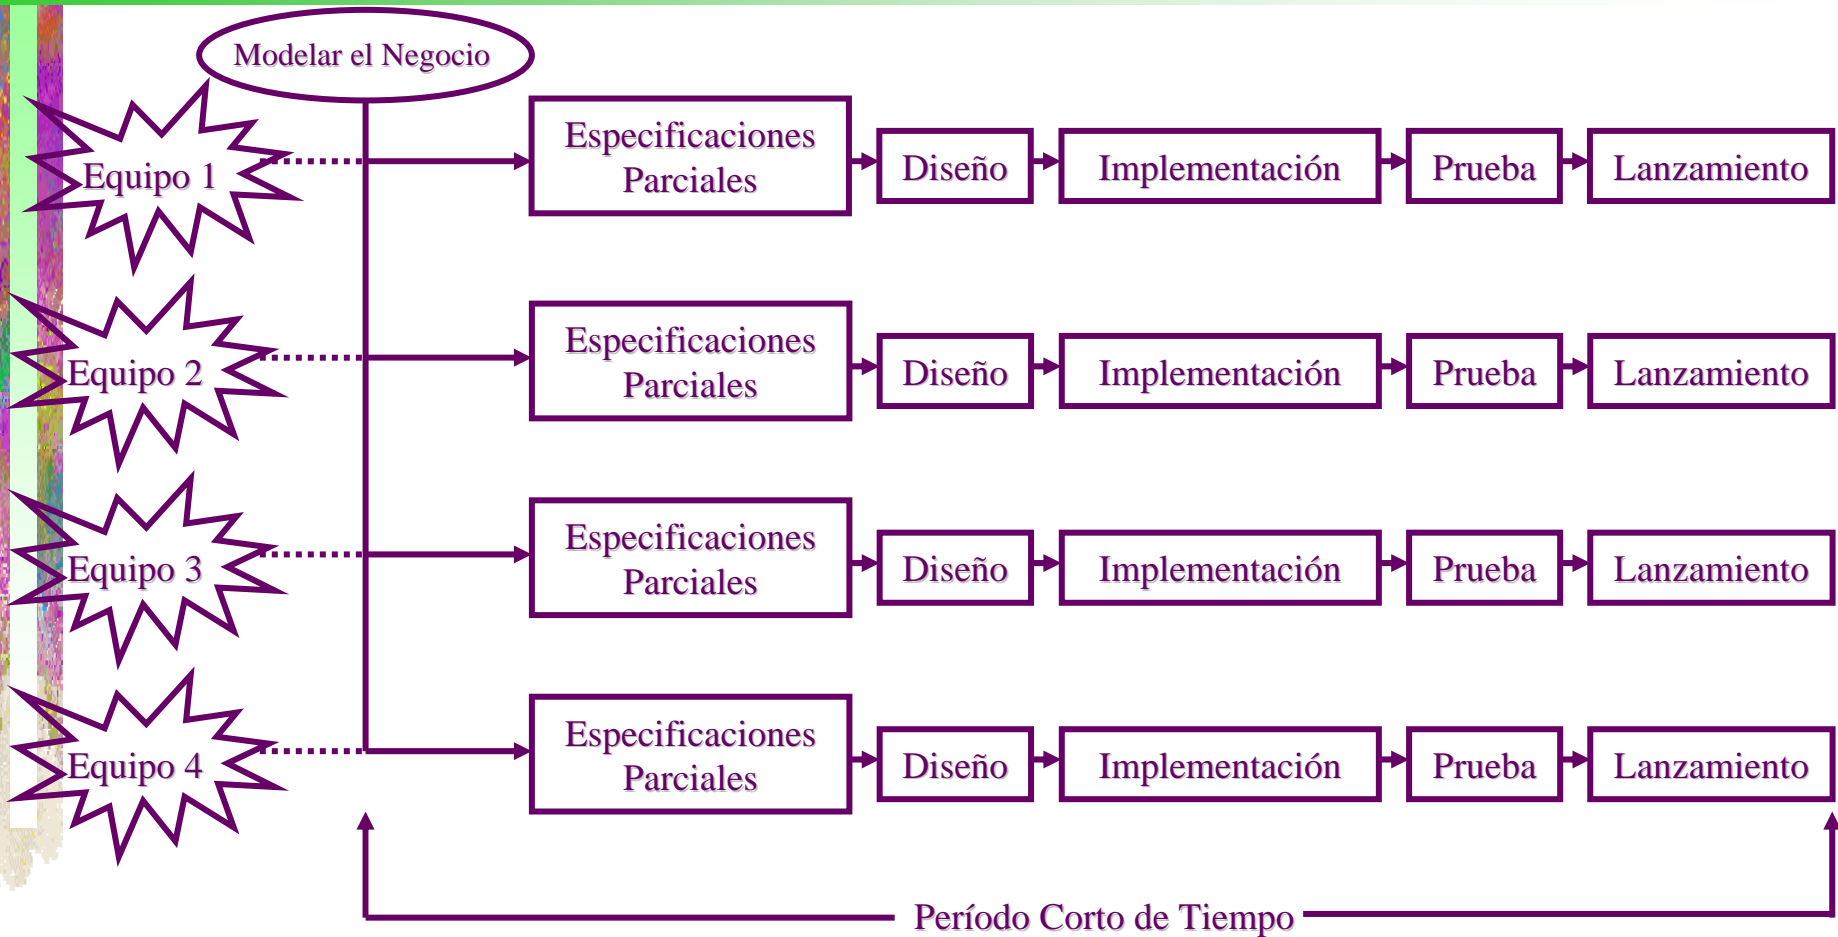 Modelar el Negocio
Equipo 1
Especificaciones
Parciales
Diseño
Implementación
Prueba
Lanzamiento
Equipo 2
Especificaciones
Parciales
Diseño
Implementación
Prueba
Lanzamiento
Equipo 3
Especificaciones
Parciales
Diseño
Implementación
Prueba
Lanzamiento
Equipo 4
Especificaciones
Parciales
Diseño
Implementación
Prueba
Lanzamiento
Período Corto de Tiempo